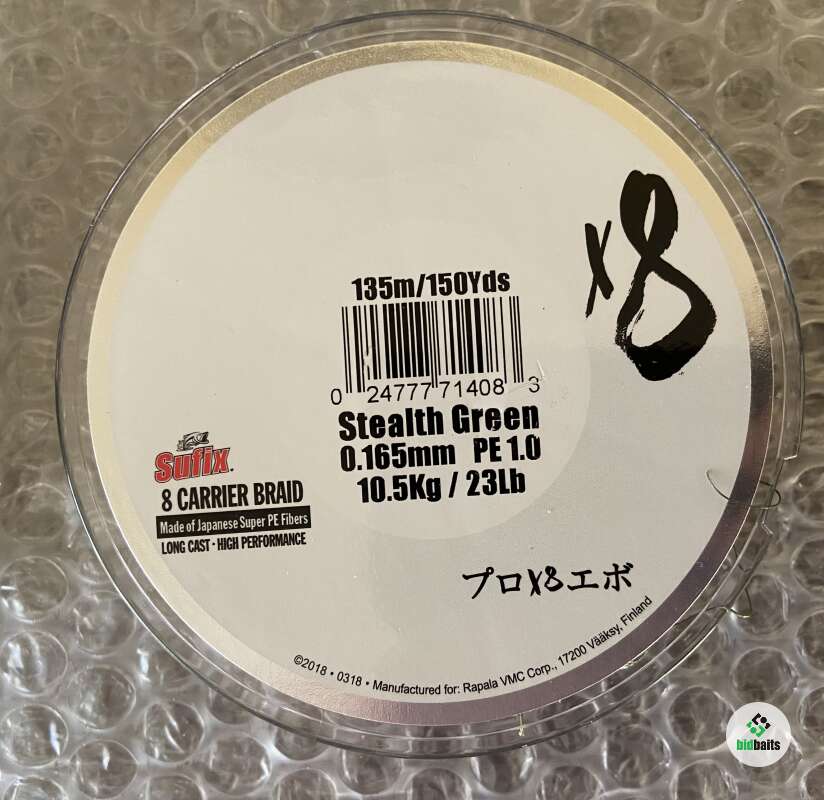 x8
135m/150Yds
0 24777 71408 3
Stealth Green
0.165mm PE 1.0
10.5Kg / 23Lb
Sufix.
8 CARRIER BRAID
Made of Japanese Super PE Fibers
LONG CAST · HIGH PERFORMANCE
プロX8エボ
©2018 • 0318 • Manufactured for: Rapala VMC Corp., 17200 Vääksy, Finland
bidbaits